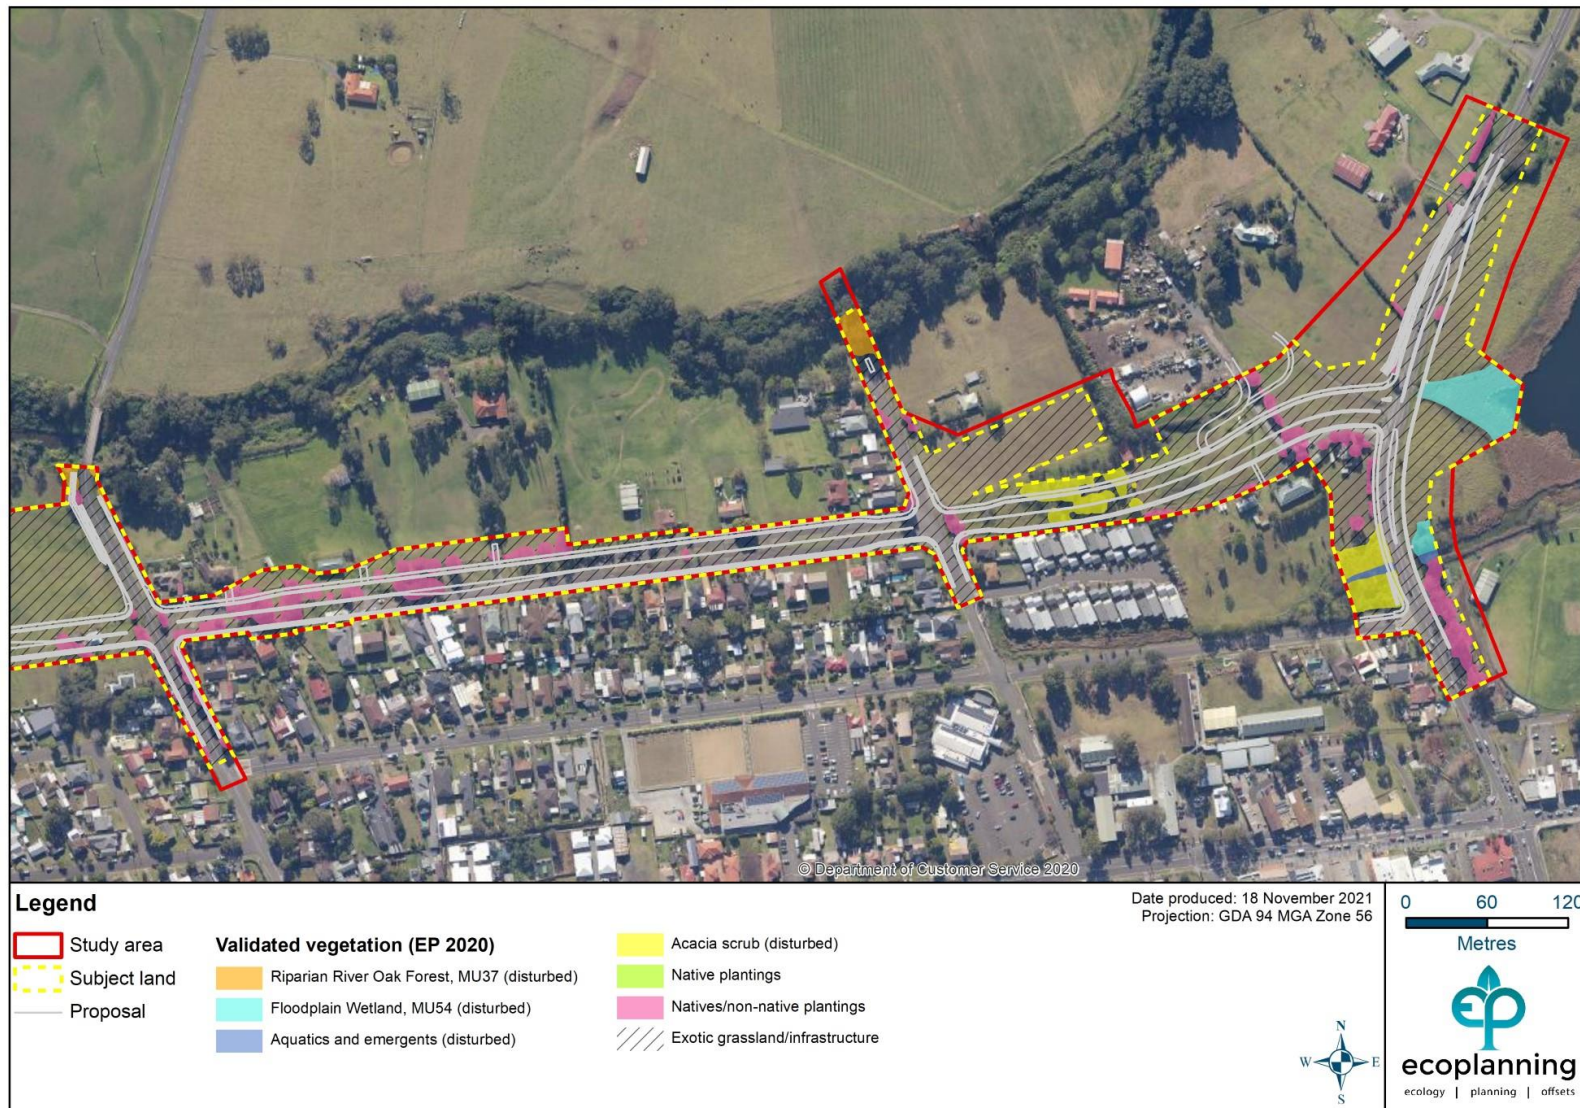 © Department of Customer Service 2020
Legend
Study area
Subject land
Proposal
Validated vegetation (EP 2020)
Riparian River Oak Forest, MU37 (disturbed)
Floodplain Wetland, MU54 (disturbed)
Aquatics and emergents (disturbed)
Acacia scrub (disturbed)
Native plantings
Natives/non-native plantings
Exotic grassland/infrastructure
Date produced: 18 November 2021
Projection: GDA 94 MGA Zone 56
N
W E
S
0 60 120
Metres
ep
ecoplanning
ecology | planning | offsets